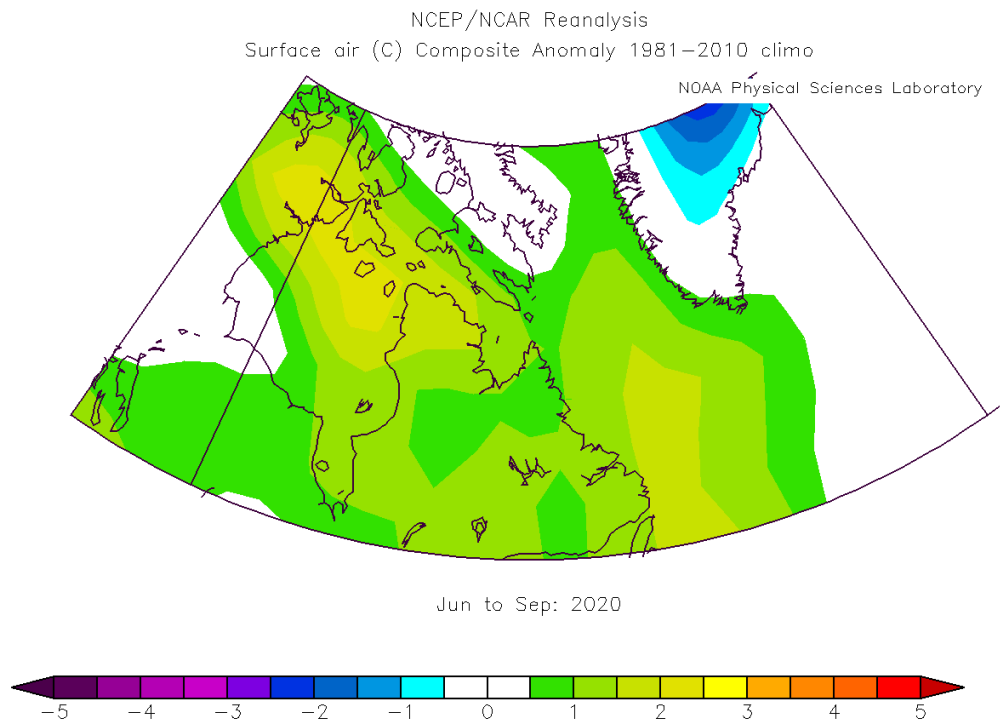 NCEP/NCAR Reanalysis
Surface air (C) Composite Anomaly 1981-2010 climo
NOAA Physical Sciences Laboratory
Jun to Sep: 2020
-5 -4 -3 -2 -1 0 1 2 3 4 5